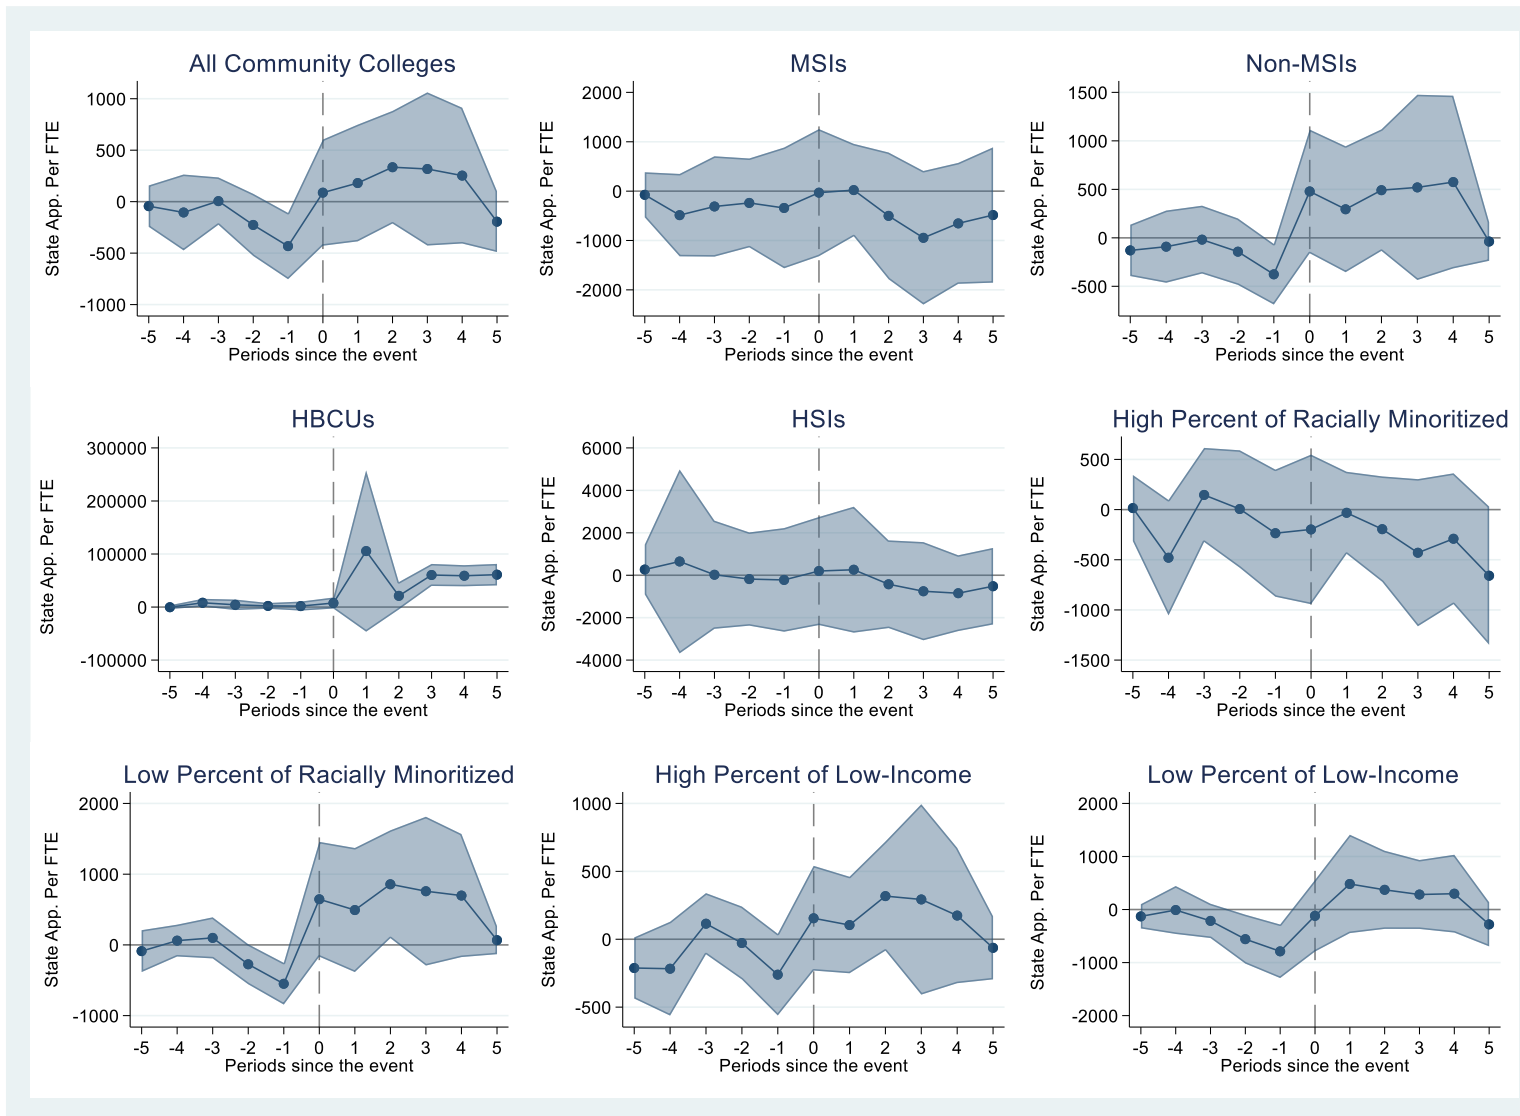 All Community Colleges
State App. Per FTE
1000
500
0
-500
-1000
-5 -4 -3 -2 -1 0 1 2 3 4 5
Periods since the event
MSIs
State App. Per FTE
2000
1000
0
-1000
-2000
-5 -4 -3 -2 -1 0 1 2 3 4 5
Periods since the event
Non-MSIs
State App. Per FTE
1500
1000
500
0
-500
-5 -4 -3 -2 -1 0 1 2 3 4 5
Periods since the event
HBCUs
State App. Per FTE
300000
200000
100000
0
-100000
-5 -4 -3 -2 -1 0 1 2 3 4 5
Periods since the event
HSIs
State App. Per FTE
6000
4000
2000
0
-2000
-4000
-5 -4 -3 -2 -1 0 1 2 3 4 5
Periods since the event
High Percent of Racially Minoritized
State App. Per FTE
500
0
-500
-1000
-1500
-5 -4 -3 -2 -1 0 1 2 3 4 5
Periods since the event
Low Percent of Racially Minoritized
State App. Per FTE
2000
1000
0
-1000
-5 -4 -3 -2 -1 0 1 2 3 4 5
Periods since the event
High Percent of Low-Income
State App. Per FTE
1000
500
0
-500
-5 -4 -3 -2 -1 0 1 2 3 4 5
Periods since the event
Low Percent of Low-Income
State App. Per FTE
2000
1000
0
-1000
-2000
-5 -4 -3 -2 -1 0 1 2 3 4 5
Periods since the event